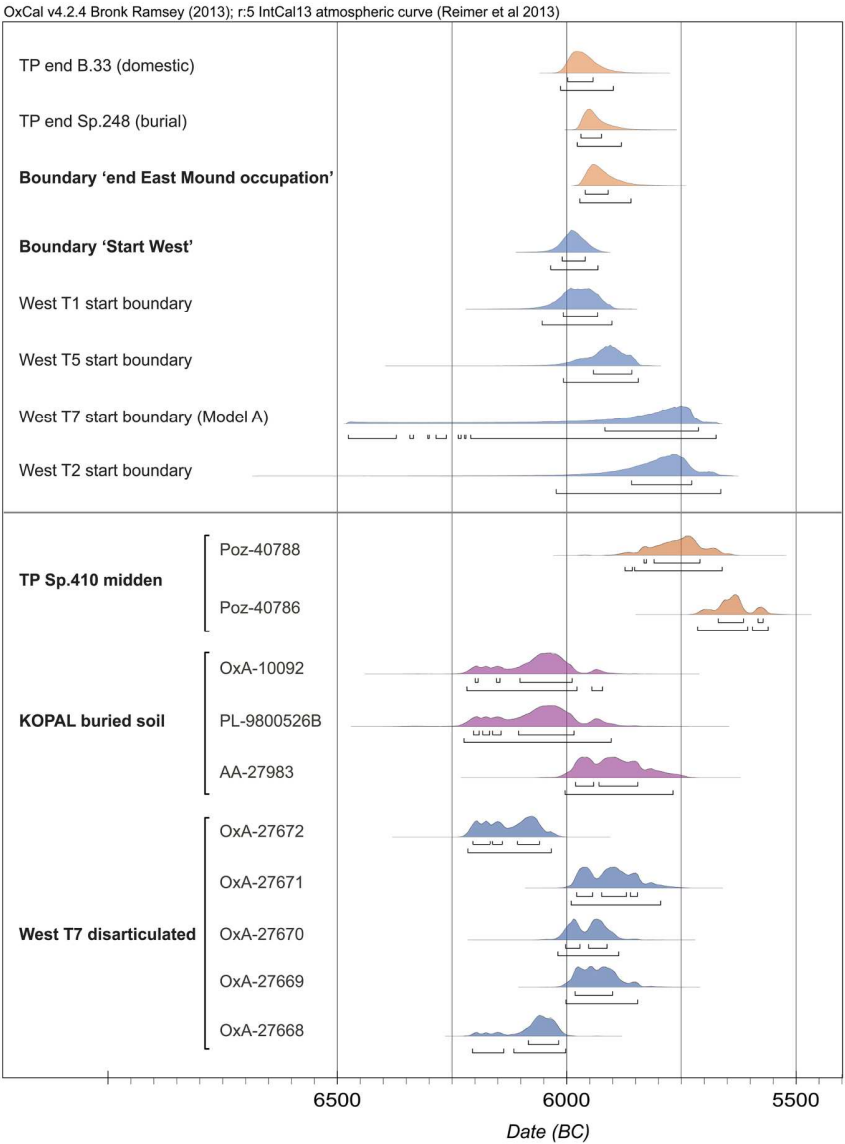 OxCal v4.2.4 Bronk Ramsey (2013); r:5 IntCal13 atmospheric curve (Reimer et al 2013)
TP end B.33 (domestic)
TP end Sp.248 (burial)
Boundary ‘end East Mound occupation’
Boundary ‘Start West’
West T1 start boundary
West T5 start boundary
West T7 start boundary (Model A)
West T2 start boundary
TP Sp.410 midden
Poz-40788
Poz-40786
KOPAL buried soil
OxA-10092
PL-9800526B
AA-27983
West T7 disarticulated
OxA-27672
OxA-27671
OxA-27670
OxA-27669
OxA-27668
6500 6000 5500
Date (BC)